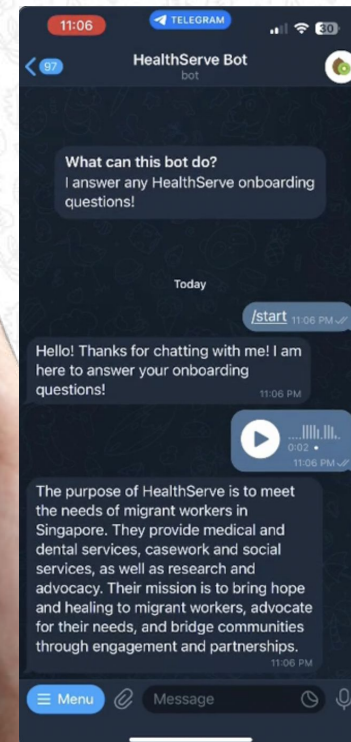 11:06
TELEGRAM
30
97
HealthServe Bot
bot
What can this bot do?
I answer any HealthServe onboarding
questions!
Today
/start 11:06 PM
Hello! Thanks for chatting with me! I am
here to answer your onboarding
questions!
11:06 PM
0:02
11:06 PM
The purpose of HealthServe is to meet
the needs of migrant workers in
Singapore. They provide medical and
dental services, casework and social
services, as well as research and
advocacy. Their mission is to bring hope
and healing to migrant workers, advocate
for their needs, and bridge communities
through engagement and partnerships.
11:06 PM
Menu
Message